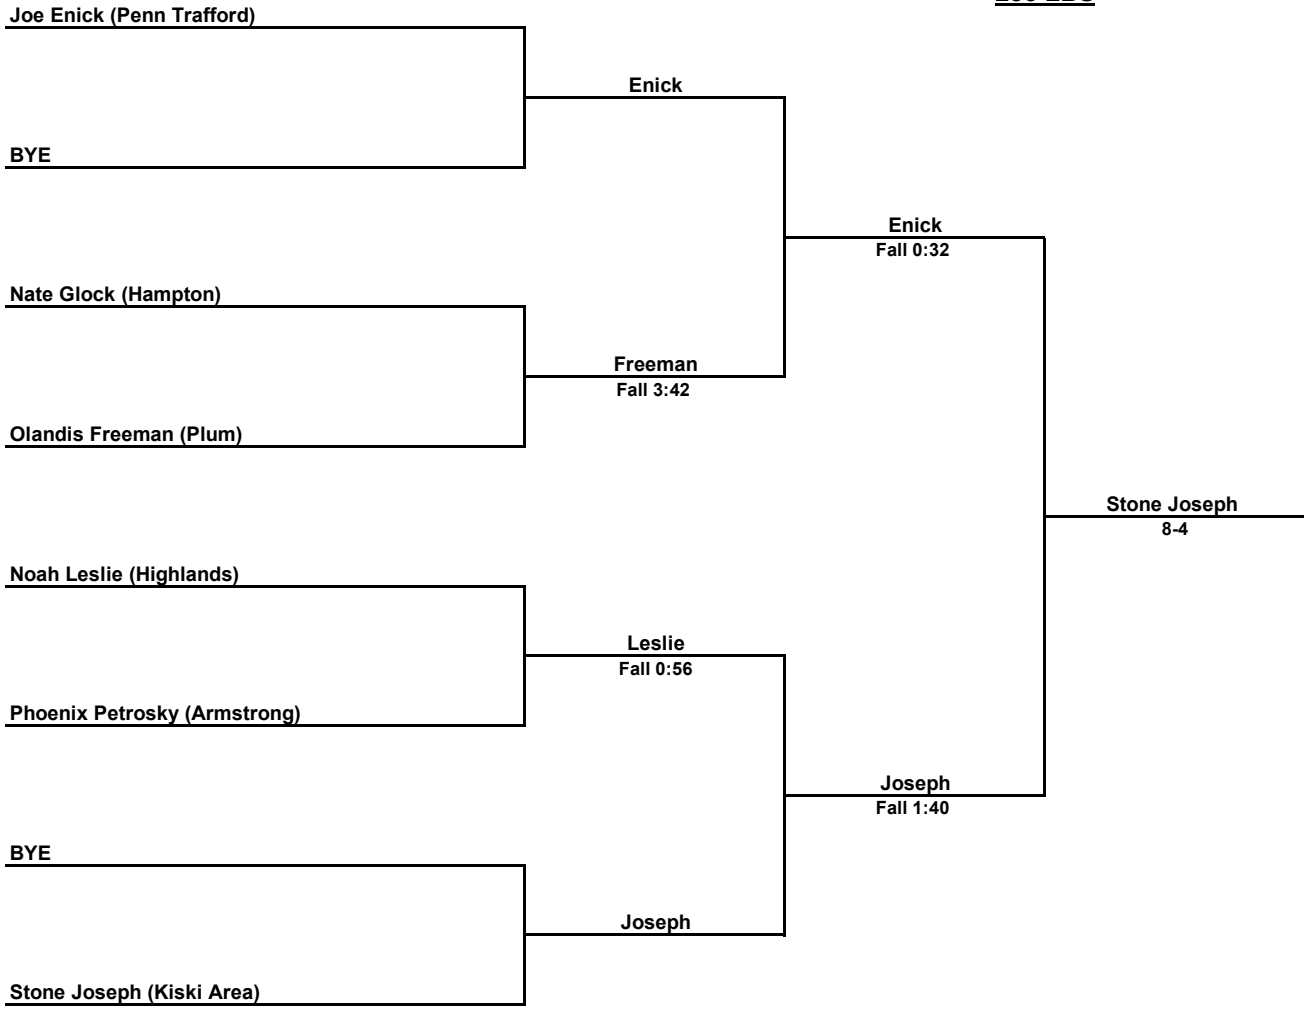 Joe Enick (Penn Trafford)
Enick
BYE
Enick
Fall 0:32
Nate Glock (Hampton)
Freeman
Fall 3:42
Olandis Freeman (Plum)
Stone Joseph
8-4
Noah Leslie (Highlands)
Leslie
Fall 0:56
Phoenix Petrosky (Armstrong)
Joseph
Fall 1:40
BYE
Joseph
Stone Joseph (Kiski Area)